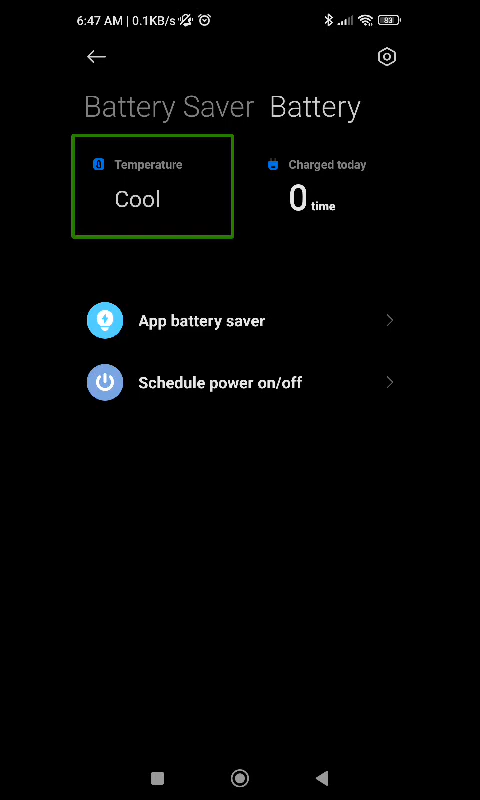 6:47 AM | 0.1KB/s 83
Battery Saver Battery
Temperature Charged today
Cool 0 time
App battery saver
Schedule power on/off